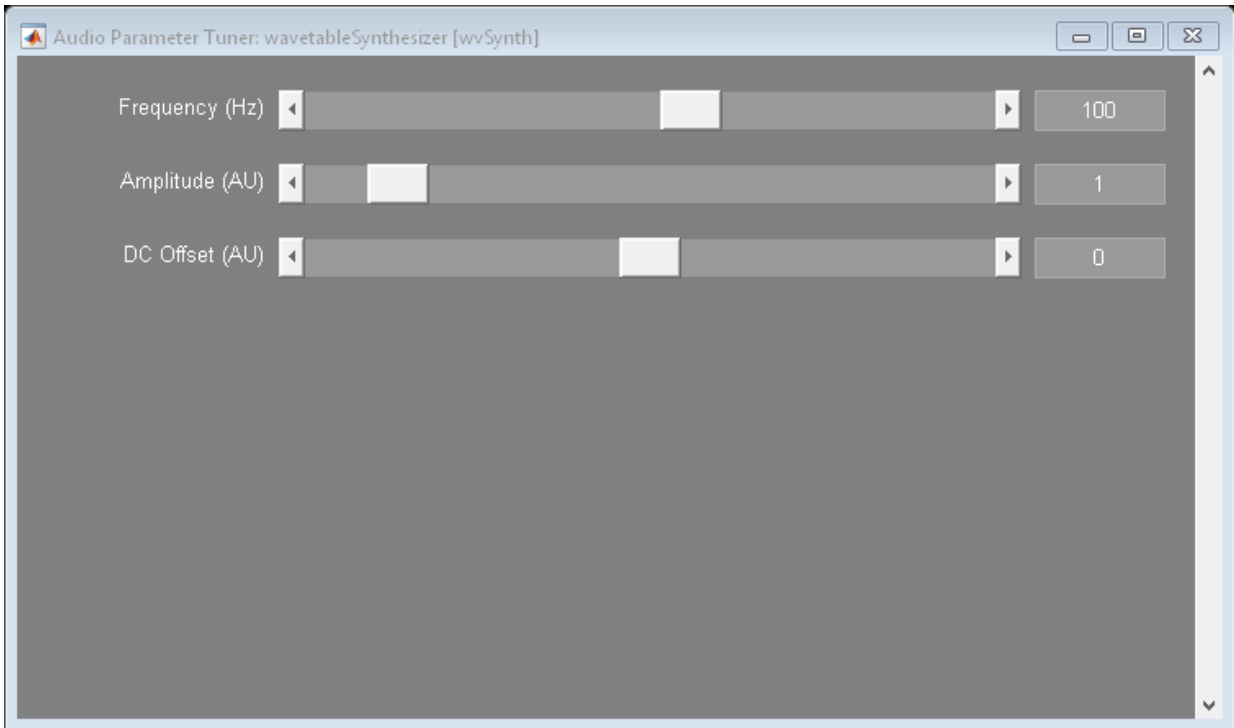 Audio Parameter Tuner: wavetableSynthesizer [wvSynth]
Frequency (Hz) 100
Amplitude (AU) 1
DC Offset (AU) 0